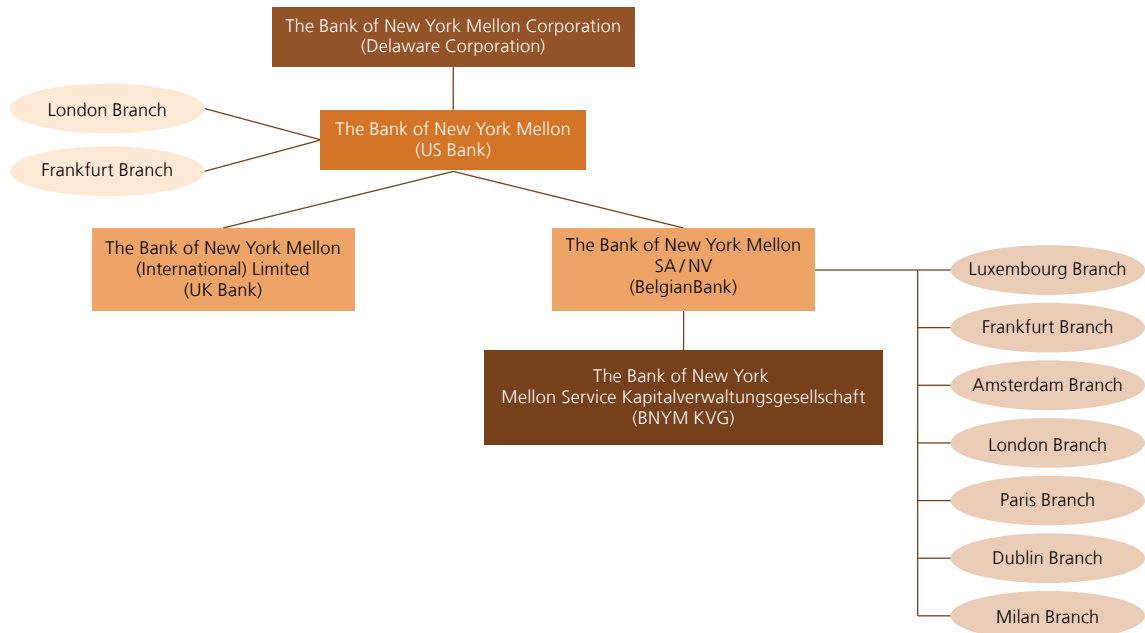 The Bank of New York Mellon Corporation
(Delaware Corporation)
London Branch
Frankfurt Branch
The Bank of New York Mellon
(US Bank)
The Bank of New York Mellon
(International) Limited
(UK Bank)
The Bank of New York Mellon
SA/NV
(BelgianBank)
The Bank of New York
Mellon Service Kapitalverwaltungsgesellschaft
(BNYM KVG)
Luxembourg Branch
Frankfurt Branch
Amsterdam Branch
London Branch
Paris Branch
Dublin Branch
Milan Branch